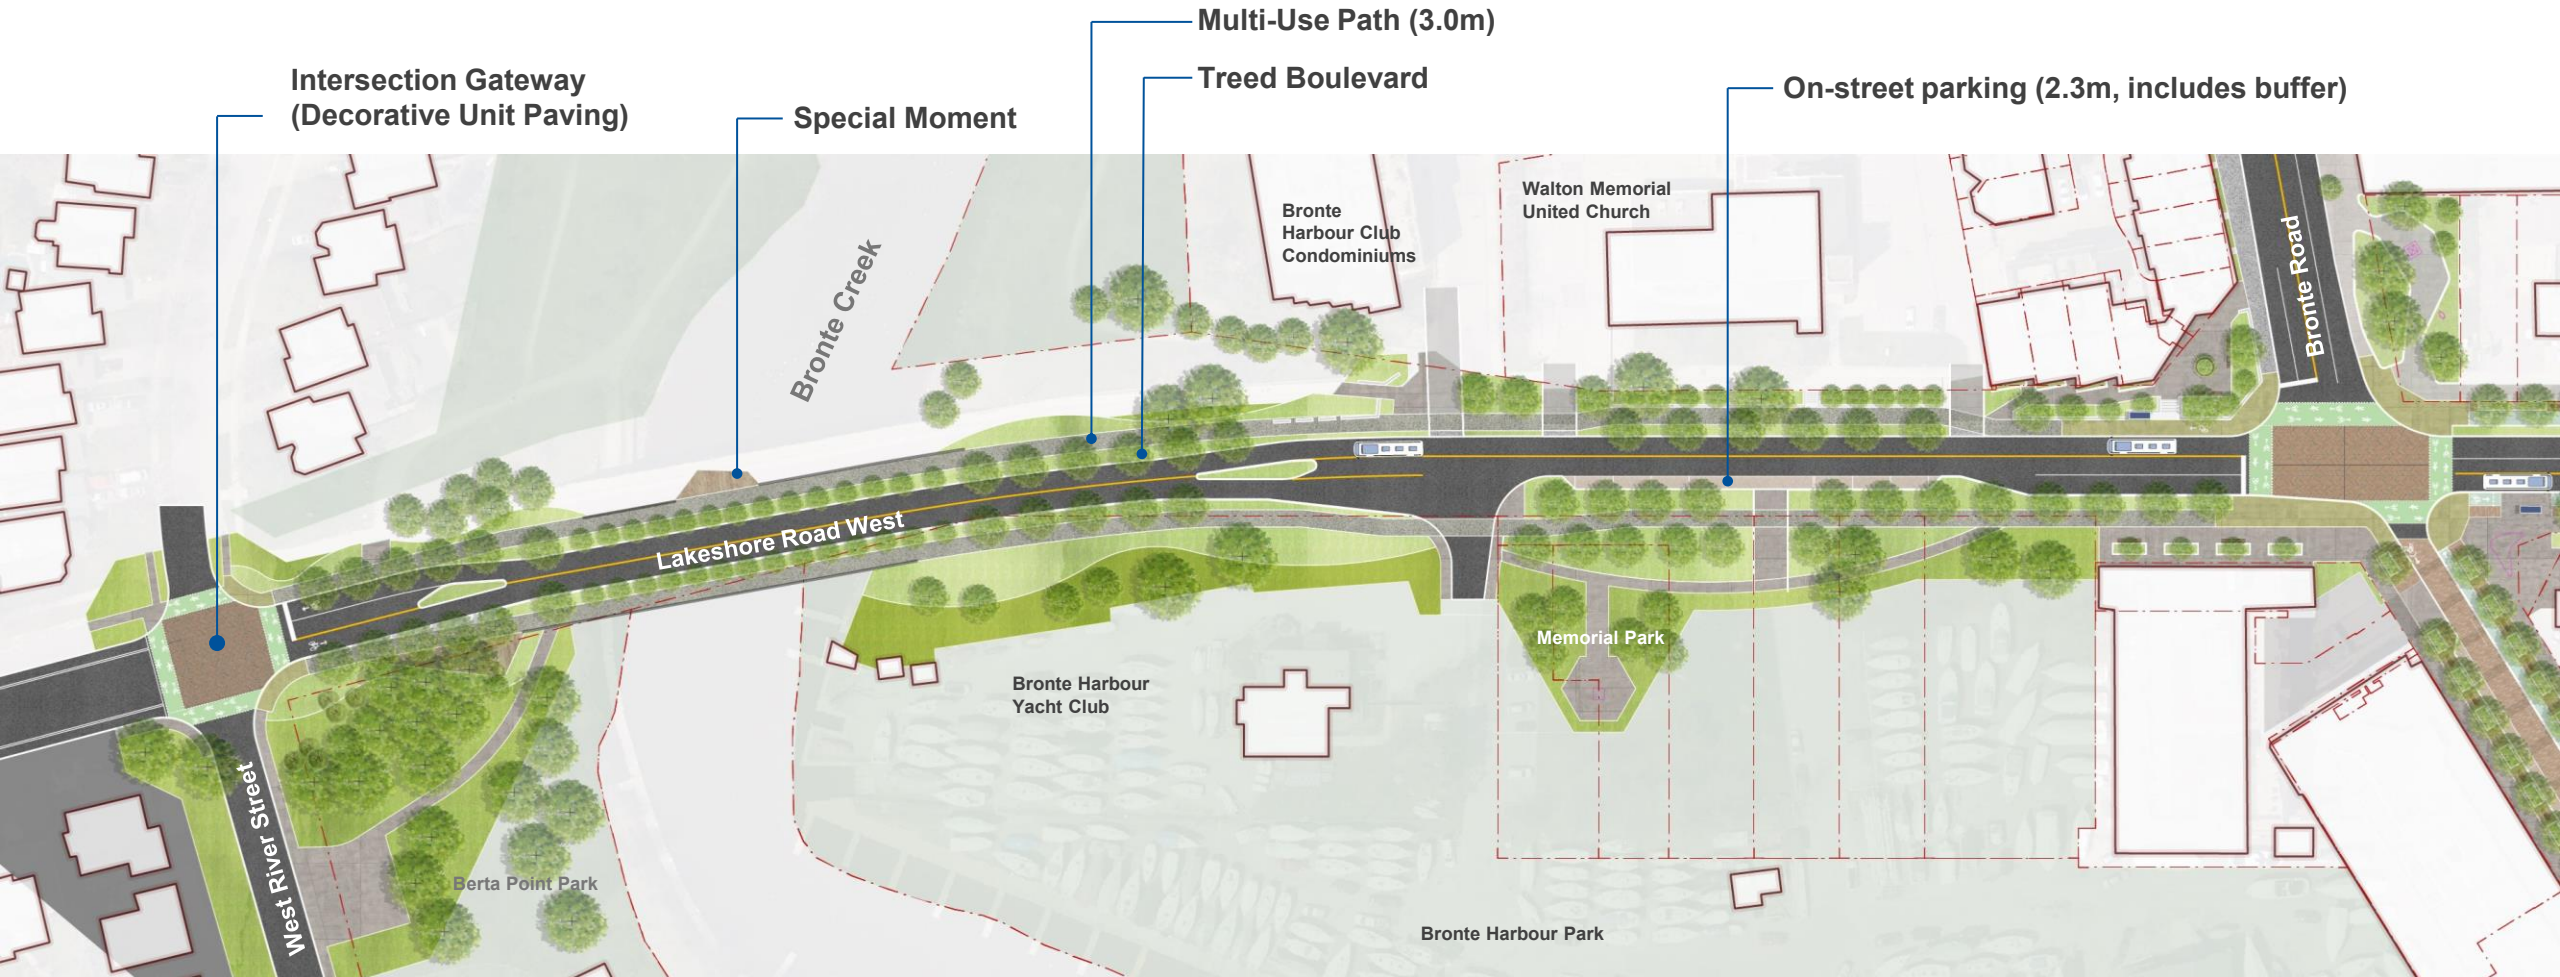 Multi-Use Path (3.0m)
Treed Boulevard
Intersection Gateway
(Decorative Unit Paving)
Special Moment
On-street parking (2.3m, includes buffer)
Walton Memorial
United Church
Bronte
Harbour Club
Condominiums
Bronte Creek
Bronte Road
Lakeshore Road West
Memorial Park
Bronte Harbour
Yacht Club
West River Street
Berta Point Park
Bronte Harbour Park